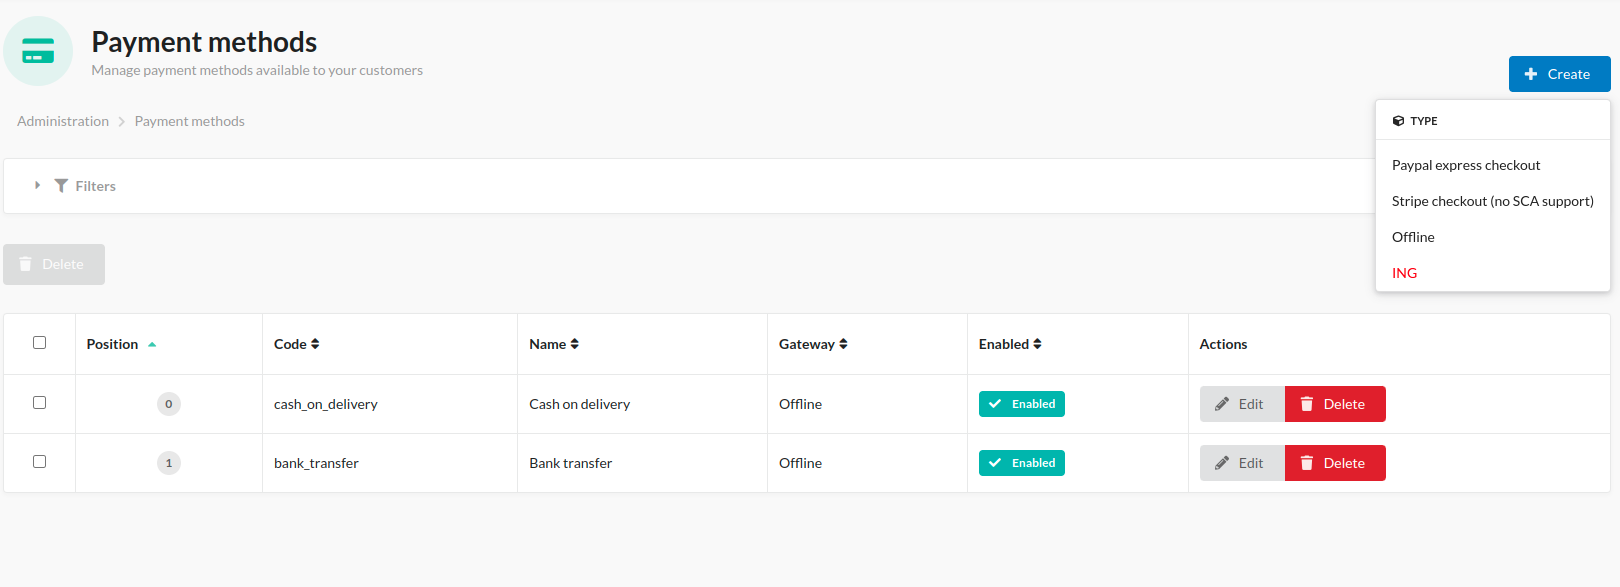 Payment methods
Manage payment methods available to your customers
Create
Administration
Payment methods
TYPE
Paypal express checkout
Stripe checkout (no SCA support)
Offline
ING
Filters
Delete
Position Code Name Gateway Enabled Actions
0 cash_on_delivery Cash on delivery Offline Enabled Edit Delete
1 bank_transfer Bank transfer Offline Enabled Edit Delete